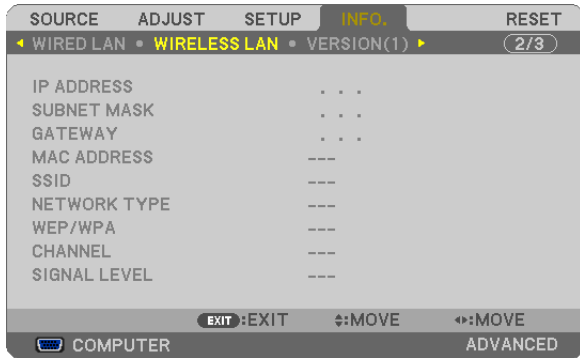 SOURCE ADJUST SETUP INFO. RESET
WIRED LAN • WIRELESS LAN • VERSION(1) 2/3
IP ADDRESS . . .
SUBNET MASK . . .
GATEWAY . . .
MAC ADDRESS ---
SSID ---
NETWORK TYPE ---
WEP/WPA ---
CHANNEL ---
SIGNAL LEVEL ---
EXIT :EXIT :MOVE :MOVE
COMPUTER ADVANCED